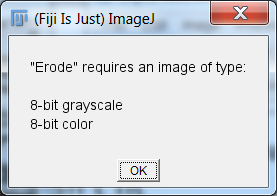 (Fiji Is Just) ImageJ
"Erode" requires an image of type:
8-bit grayscale
8-bit color
OK